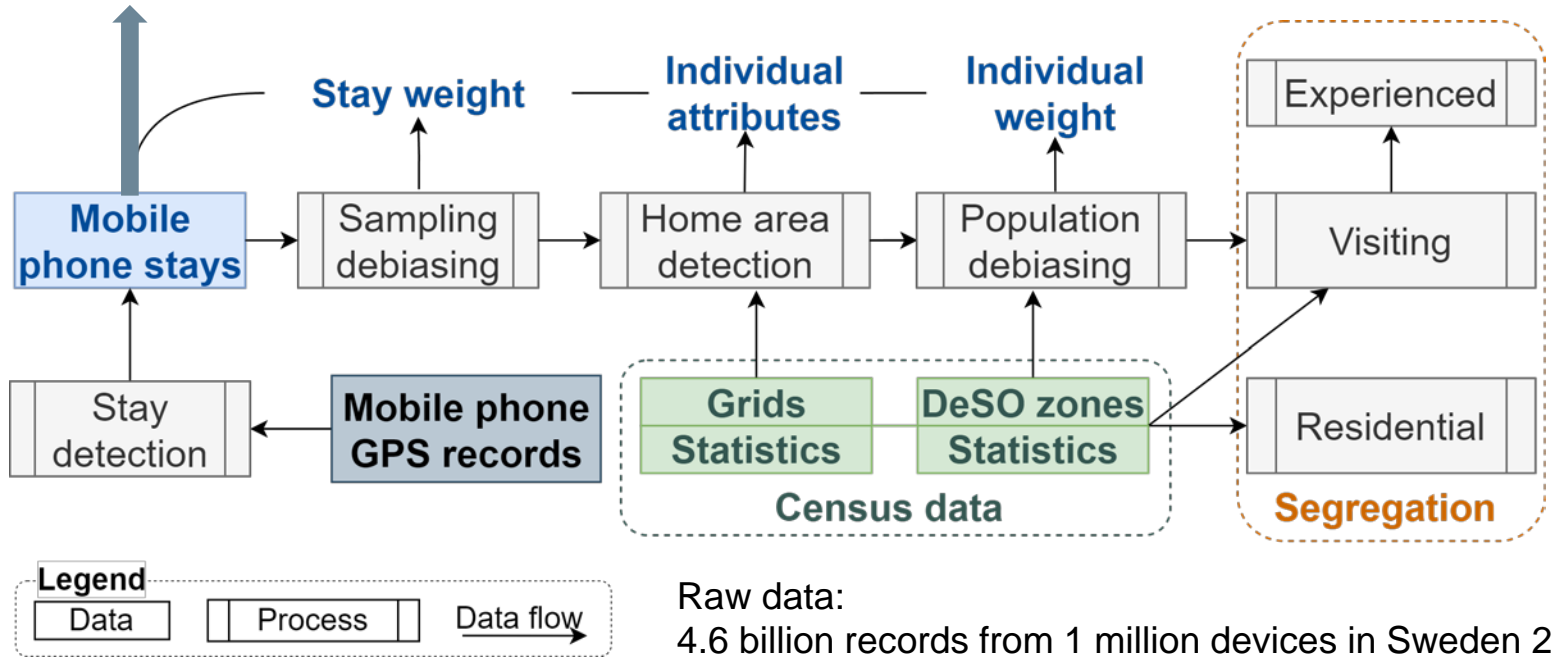 Stay weight
Individual
attributes
Individual
weight
Experienced
Mobile
phone stays
Sampling
debiasing
Home area
detection
Population
debiasing
Visiting
Stay
detection
Mobile phone
GPS records
Grids
Statistics
DeSO zones
Statistics
Residential
Census data
Segregation
Legend
Data
Process
Data flow
Raw data:
4.6 billion records from 1 million devices in Sweden 2